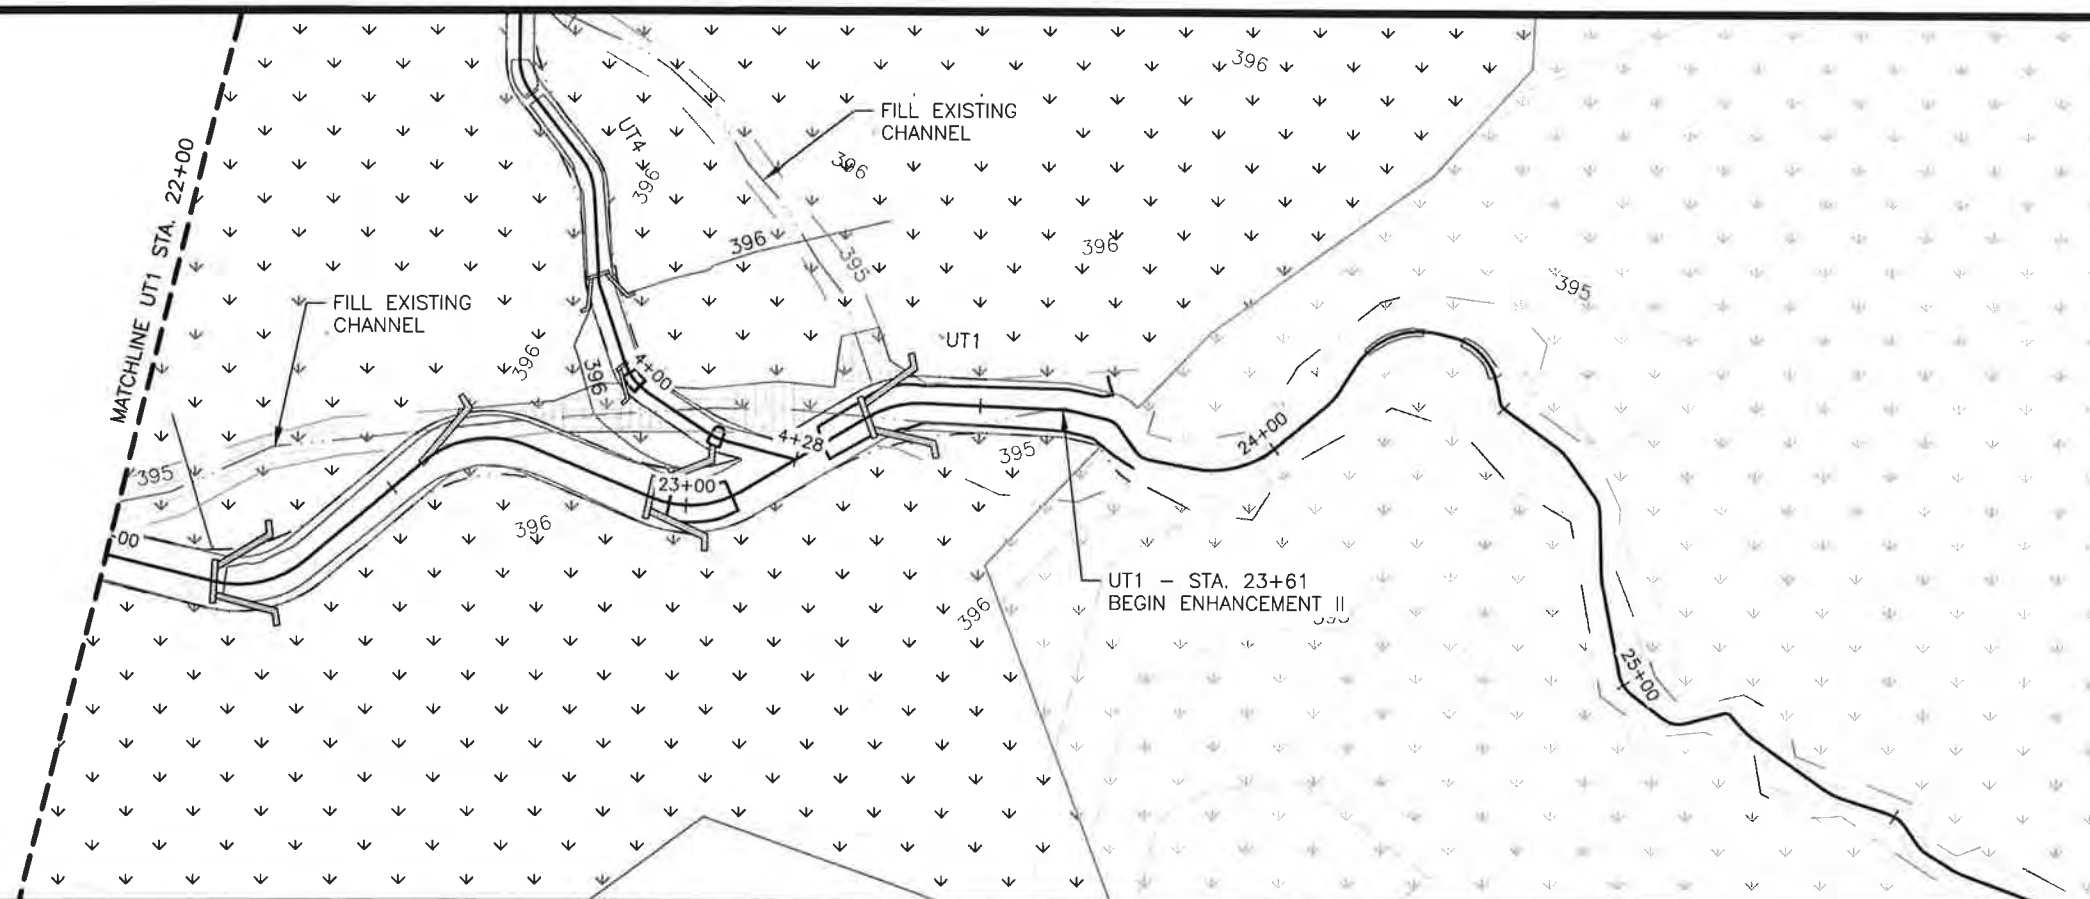 396
FILL EXISTING
CHANNEL
UT4
396
396
MATCHLINE UT1 STA. 22+00
396
396
395
395
FILL EXISTING
CHANNEL
UT1
396
396
4+00
4+28
24+00
395
395
23+00
396
+00
UT1 - STA. 23+61
BEGIN ENHANCEMENT II
396
25+00